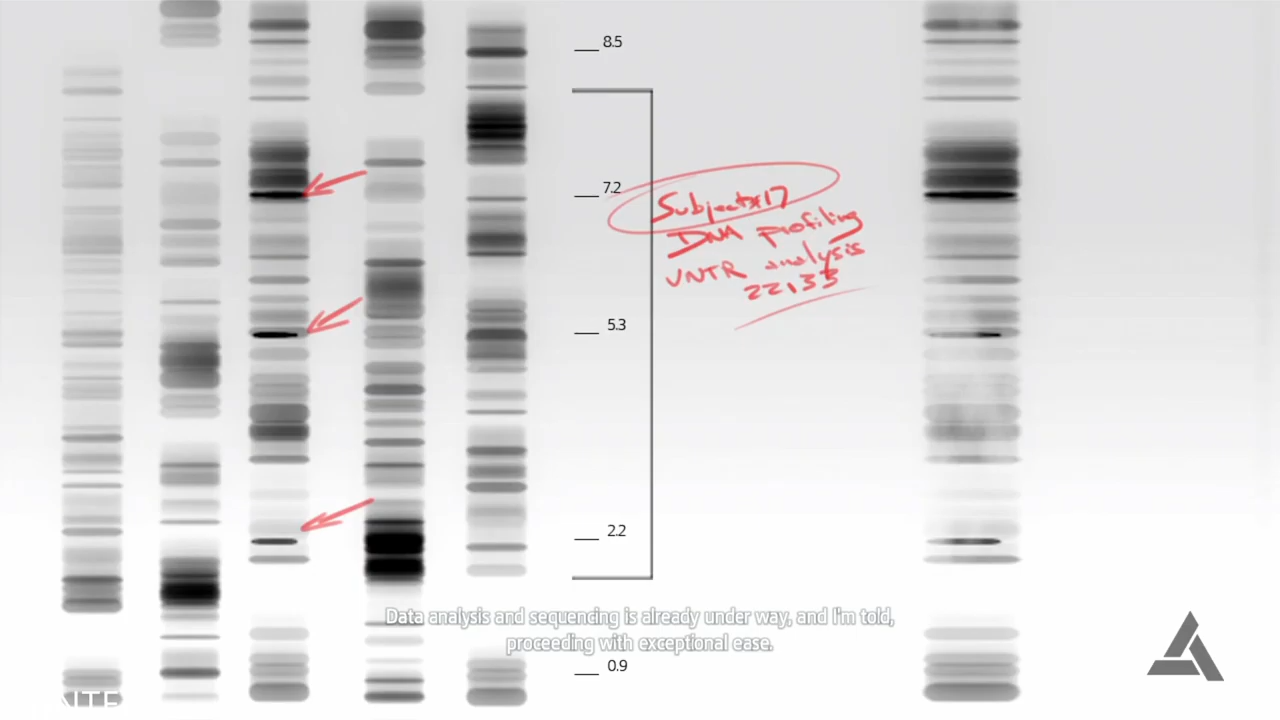 8.5
7.2
Subject*17
DNA profiling
VNTR analysis
22133
5.3
2.2
Data analysis and sequencing is already under way, and I'm told,
proceeding with exceptional ease.
0.9